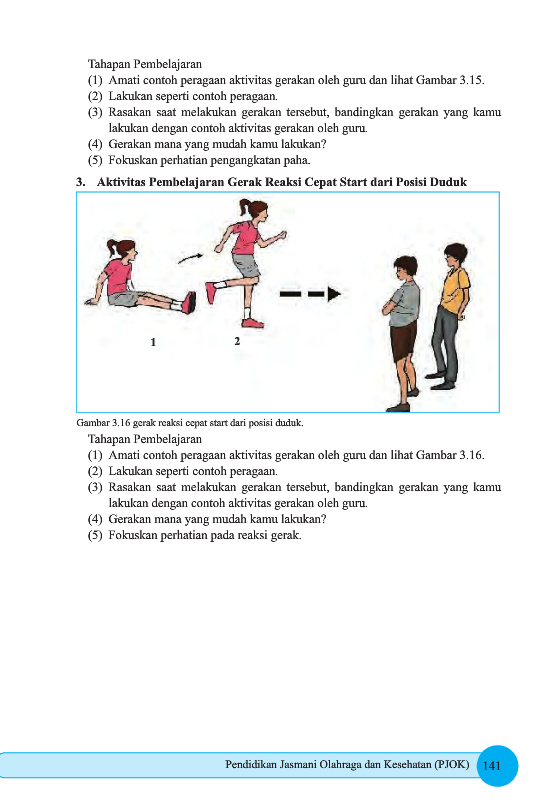 Tahapan Pembelajaran
(1) Amati contoh peragaan aktivitas gerakan oleh guru dan lihat Gambar 3.15.
(2) Lakukan seperti contoh peragaan.
(3) Rasakan saat melakukan gerakan tersebut, bandingkan gerakan yang kamu
lakukan dengan contoh aktivitas gerakan oleh guru.
(4) Gerakan mana yang mudah kamu lakukan?
(5) Fokuskan perhatian pengangkatan paha.
3. Aktivitas Pembelajaran Gerak Reaksi Cepat Start dari Posisi Duduk
1 2
Gambar 3.16 gerak reaksi cepat start dari posisi duduk.
Tahapan Pembelajaran
(1) Amati contoh peragaan aktivitas gerakan oleh guru dan lihat Gambar 3.16.
(2) Lakukan seperti contoh peragaan.
(3) Rasakan saat melakukan gerakan tersebut, bandingkan gerakan yang kamu
lakukan dengan contoh aktivitas gerakan oleh guru.
(4) Gerakan mana yang mudah kamu lakukan?
(5) Fokuskan perhatian pada reaksi gerak.
Pendidikan Jasmani Olahraga dan Kesehatan (PJOK) 141